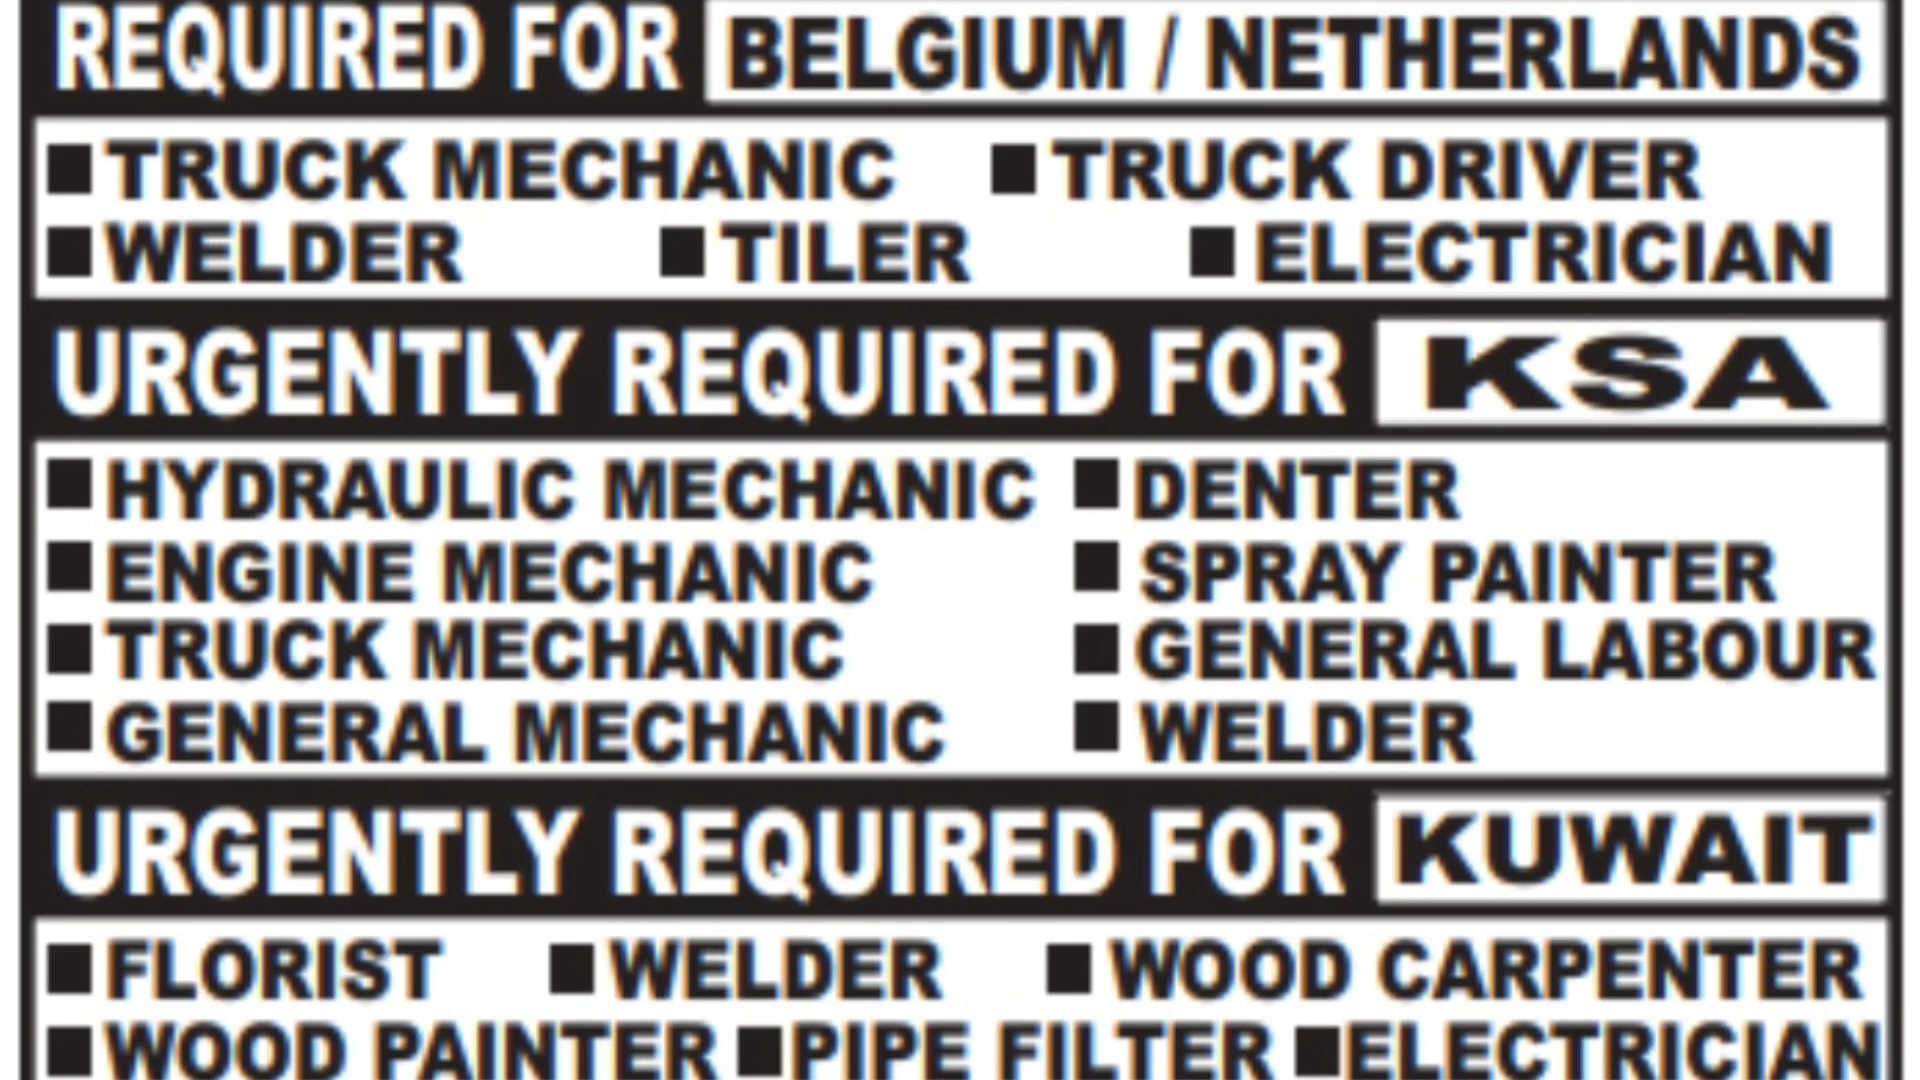 REQUIRED FOR BELGIUM / NETHERLANDS
TRUCK MECHANIC TRUCK DRIVER
WELDER TILER ELECTRICIAN
URGENTLY REQUIRED FOR KSA
HYDRAULIC MECHANIC DENTER
ENGINE MECHANIC SPRAY PAINTER
TRUCK MECHANIC GENERAL LABOUR
GENERAL MECHANIC WELDER
URGENTLY REQUIRED FOR KUWAIT
FLORIST WELDER WOOD CARPENTER
WOOD PAINTER PIPE FILTER ELECTRICIAN